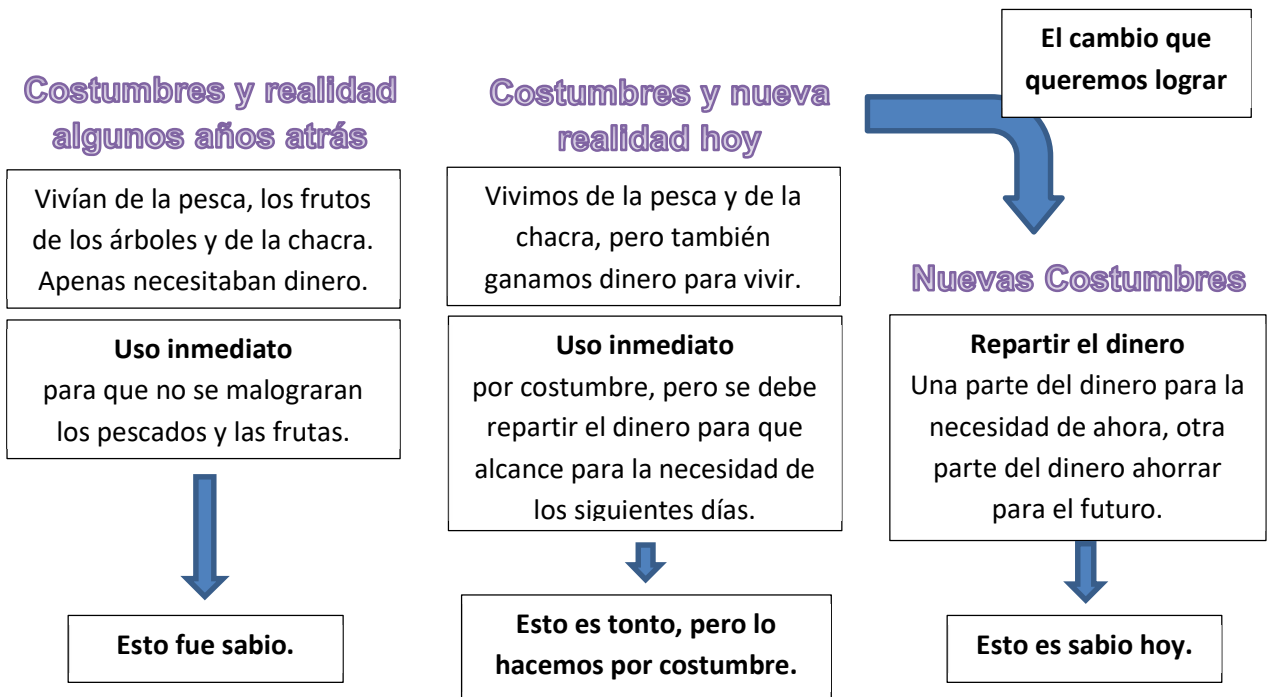 El cambio que
queremos lograr
Costumbres y realidad
algunos años atrás
Vivían de la pesca, los frutos
de los árboles y de la chacra.
Apenas necesitaban dinero.
Uso inmediato
para que no se malograran
los pescados y las frutas.
Esto fue sabio.
Costumbres y nueva
realidad hoy
Vivimos de la pesca y de la
chacra, pero también
ganamos dinero para vivir.
Uso inmediato
por costumbre, pero se debe
repartir el dinero para que
alcance para la necesidad de
los siguientes días.
Esto es tonto, pero lo
hacemos por costumbre.
Nuevas Costumbres
Repartir el dinero
Una parte del dinero para la
necesidad de ahora, otra
parte del dinero ahorrar
para el futuro.
Esto es sabio hoy.